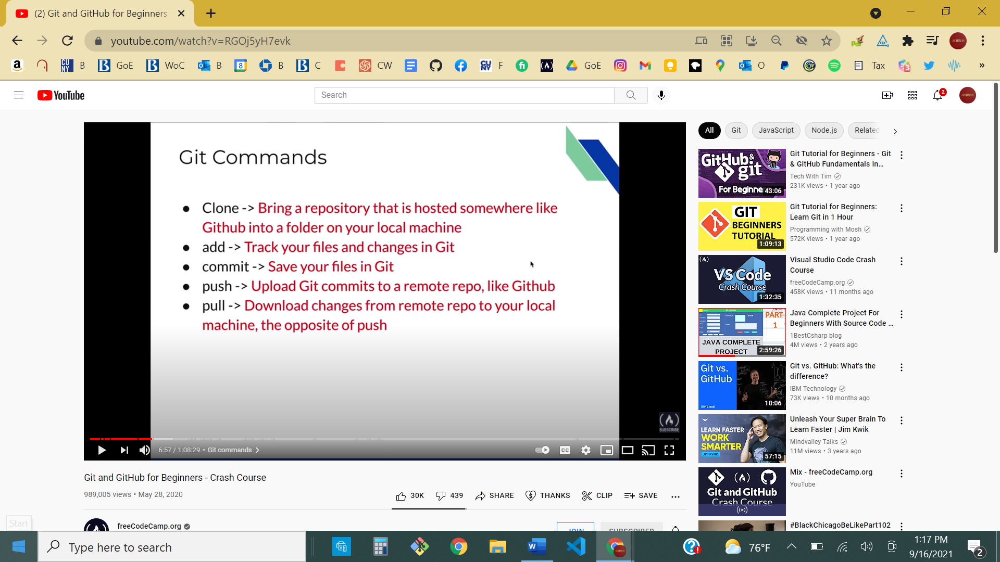 (2) Git and GitHub for Beginners
youtube.com/watch?v=RGOj5yH7evk
a CUNY B B GoE B WoC B 8 B B C CW CUNY F GoE O Tax 3 »
YouTube
Search
2
All Git JavaScript Node.js Related
Git Commands
● Clone -> Bring a repository that is hosted somewhere like
Github into a folder on your local machine
● add -> Track your files and changes in Git
● commit -> Save your files in Git
● push -> Upload Git commits to a remote repo, like Github
● pull -> Download changes from remote repo to your local
machine, the opposite of push
SUBSCRIBE
6:57 / 1:08:29 • Git commands
CC
Git and GitHub for Beginners - Crash Course
989,005 views • May 28, 2020
30K 439 SHARE THANKS CLIP SAVE
freeCodeCamp.org
JOIN SUBSCRIBED
GitHub &
git
For Beginne 43:06
Git Tutorial for Beginners - Git
& GitHub Fundamentals In...
Tech With Tim
231K views • 1 year ago
GIT
BEGINNERS
TUTORIAL
1:09:13
Git Tutorial for Beginners:
Learn Git in 1 Hour
Programming with Mosh
572K views • 1 year ago
VS Code
Crash Course
1:32:35
Visual Studio Code Crash
Course
freeCodeCamp.org
458K views • 11 months ago
PART
1
JAVA COMPLETE
PROJECT
2:59:26
Java Complete Project For
Beginners With Source Code ...
1BestCsharp blog
4M views • 2 years ago
Git vs.
GitHub
IBM Cloud
10:06
Git vs. GitHub: What's the
difference?
IBM Technology
73K views • 10 months ago
LEARN FASTER
WORK
SMARTER
JIM KWIK
57:15
Unleash Your Super Brain To
Learn Faster | Jim Kwik
Mindvalley Talks
11M views • 3 years ago
Git and GitHub
Crash Course
Mix - freeCodeCamp.org
YouTube
#BlackChicagoBeLikePart102
Start
Type here to search
W
76°F
1:17 PM
9/16/2021
2